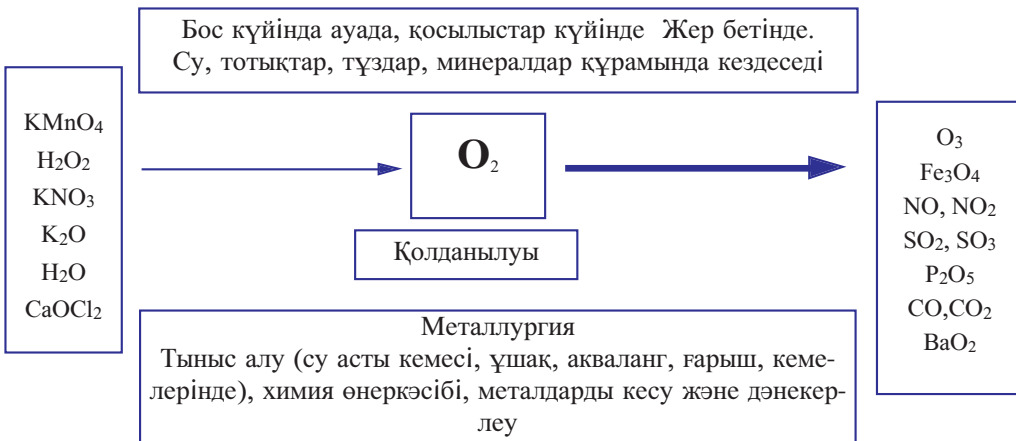 Бос күйінда ауада, қосылыстар күйінде Жер бетінде.
Су, тотықтар, тұздар, минералдар құрамында кездеседі
KMnO₄
H₂O₂
KNO₃
K₂O
H₂O
CaOCl₂
O₂
Қолданылуы
O₃
Fe₃O₄
NO, NO₂
SO₂, SO₃
P₂O₅
CO,CO₂
BaO₂
Металлургия
Тыныс алу (су асты кемесі, ұшақ, акваланг, ғарыш, кеме-
лерінде), химия өнеркәсібі, металдарды кесу және дәнекер-
леу